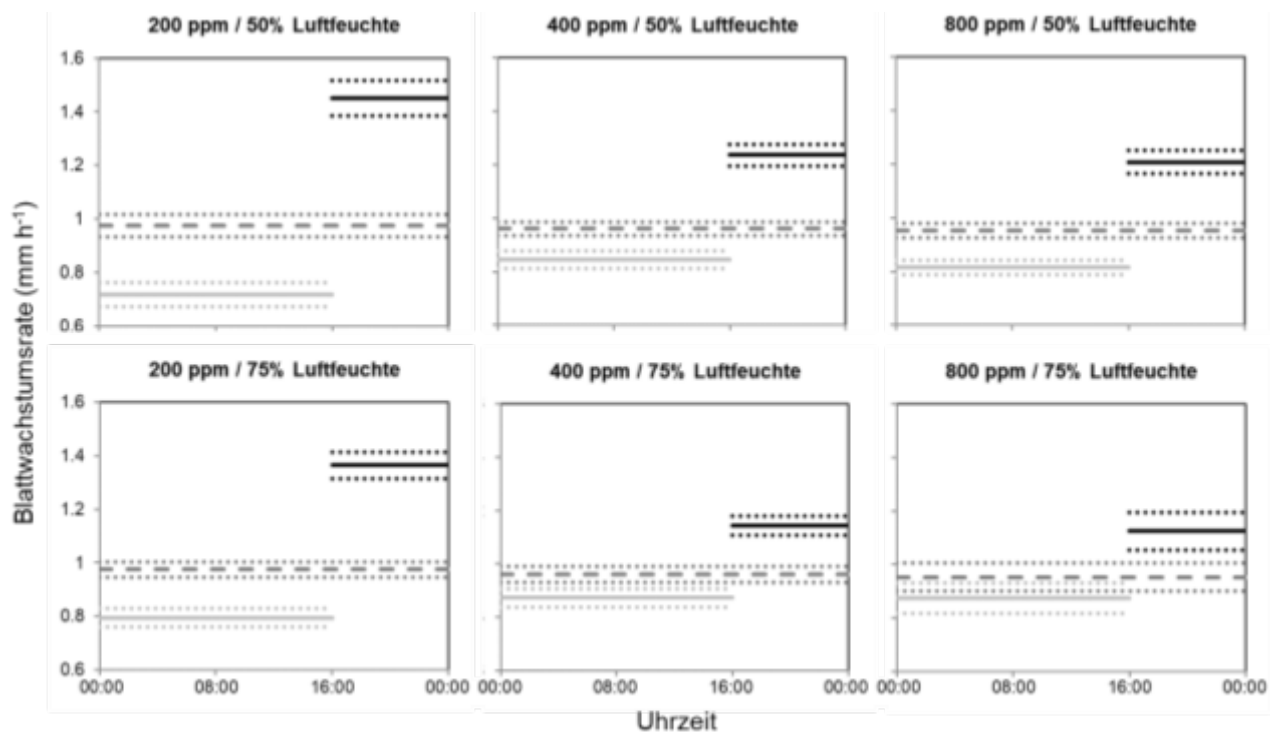 200 ppm / 50% Luftfeuchte
400 ppm / 50% Luftfeuchte
800 ppm / 50% Luftfeuchte
1.6
1.4
1.2
1
0.8
0.6
Blattwachstumsrate (mm h⁻¹)
200 ppm / 75% Luftfeuchte
400 ppm / 75% Luftfeuchte
800 ppm / 75% Luftfeuchte
1.6
1.4
1.2
1
0.8
0.6
00:00 08:00 16:00 00:00
00:00 08:00 16:00 00:00
00:00 08:00 16:00 00:00
Uhrzeit